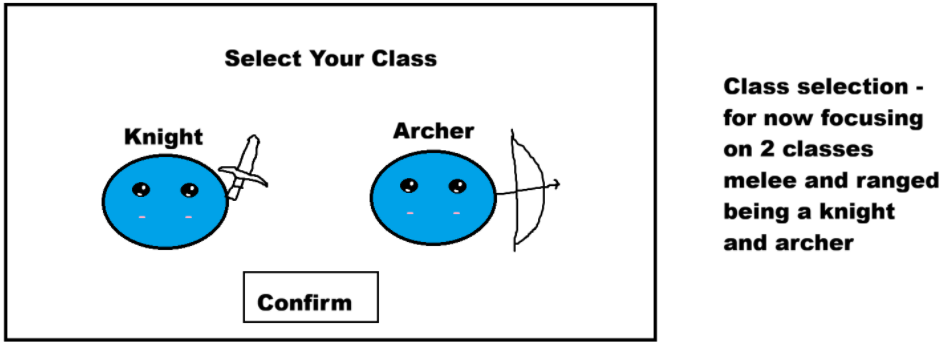 Select Your Class
Knight
Archer
Confirm
Class selection -
for now focusing
on 2 classes
melee and ranged
being a knight
and archer